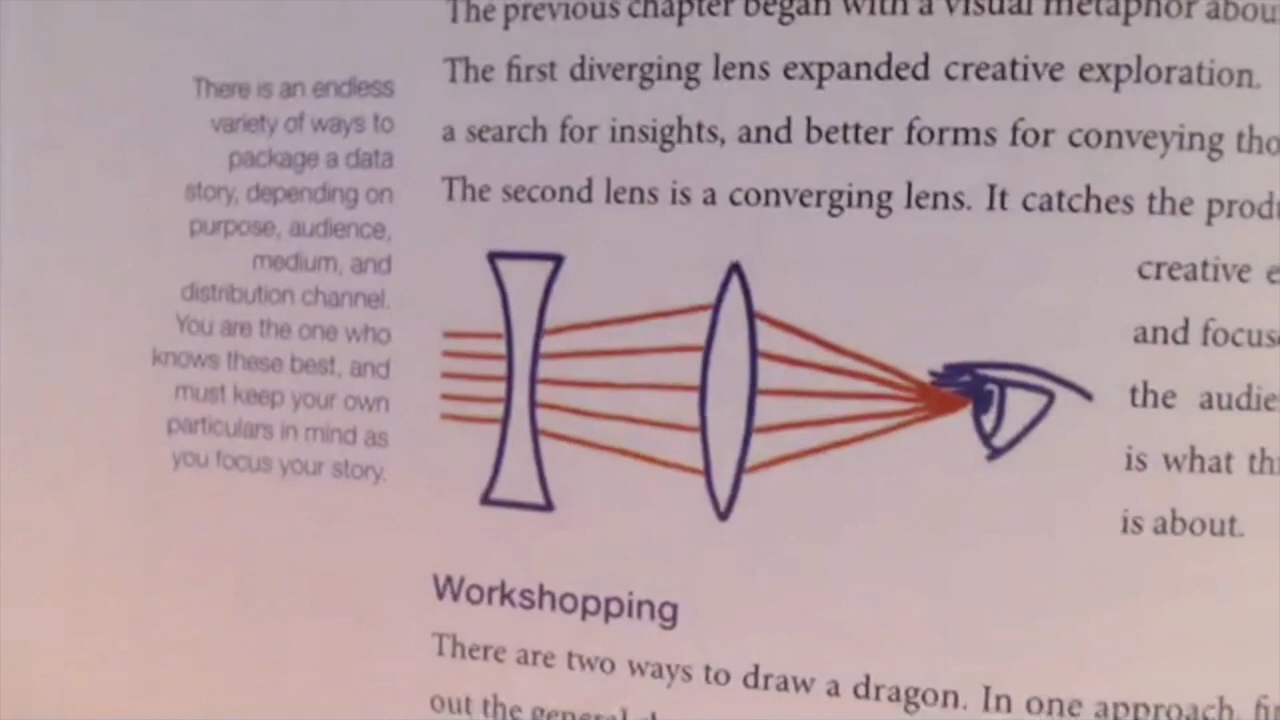 There is an endless
variety of ways to
package a data
story, depending on
purpose, audience,
medium, and
distribution channel.
You are the one who
knows these best, and
must keep your own
particulars in mind as
you focus your story.
The previous chapter began with a visual metaphor
The first diverging lens expanded creative exploration.
a search for insights, and better forms for conveying
The second lens is a converging lens. It catches the
creative
and
the
is what
is about.
Workshopping
There are two ways to draw a dragon. In one approach,
out the general